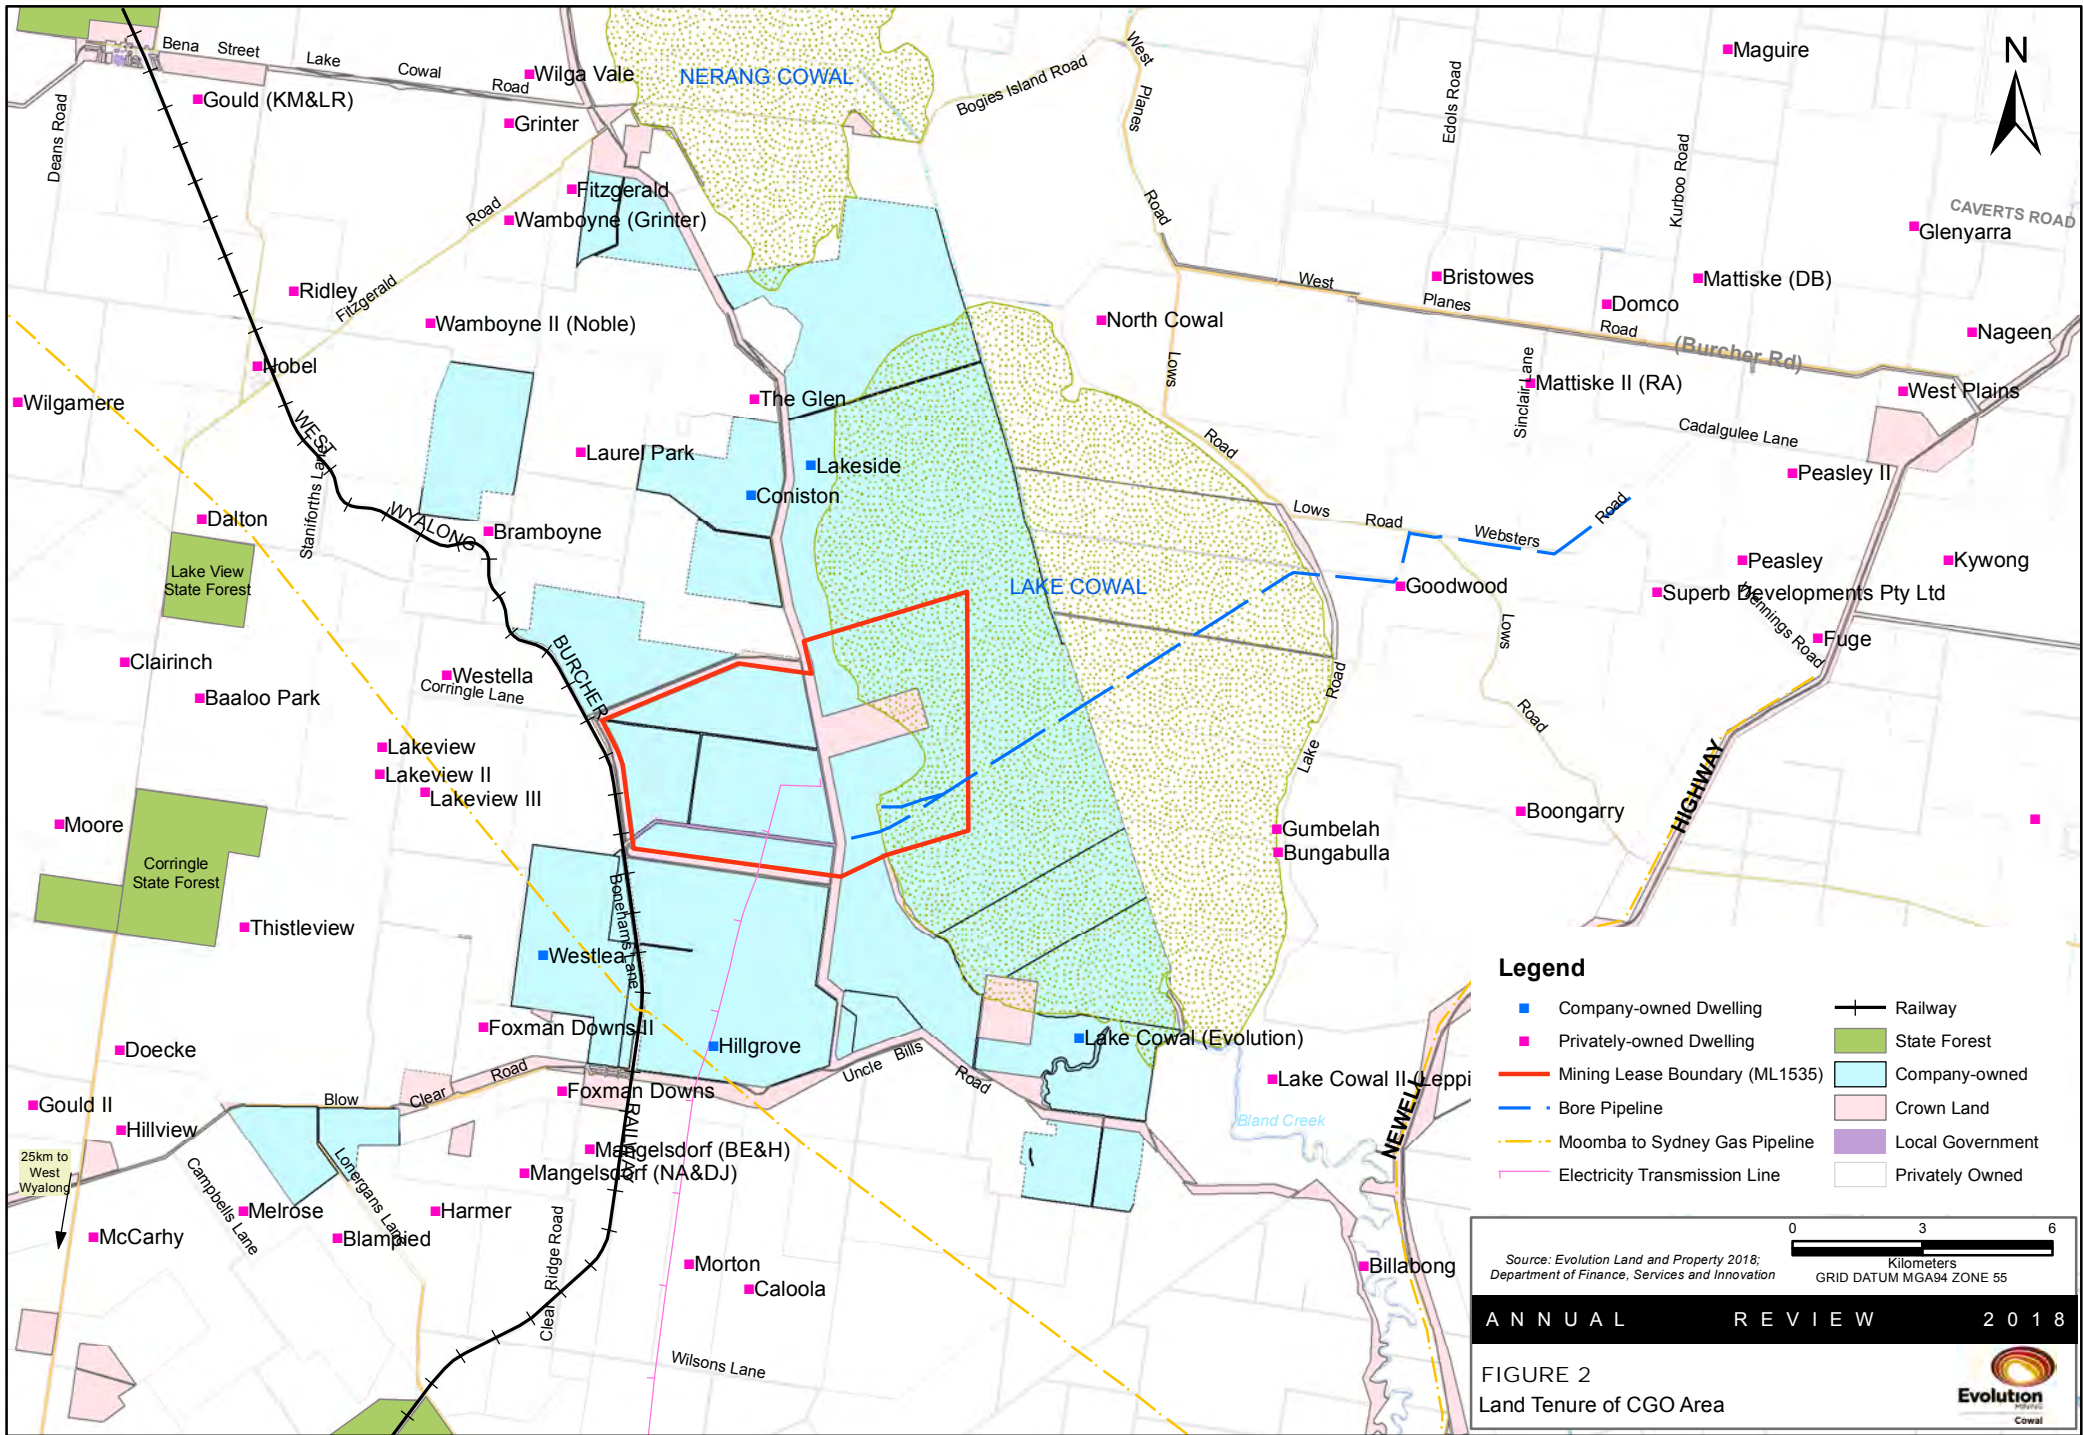 Bena Street Lake Cowal Road
Wilga Vale
NERANG COWAL
Bogies Island Road
West Planes Road
Edols Road
Maguire
N
Deans Road
Gould (KM&LR)
Grinter
Kurboo Road
Fitzgerald
Wamboyne (Grinter)
Fitzgerald Road
CAVERTS ROAD
Glenyarra
Ridley
Wamboyne II (Noble)
North Cowal
West Planes Road
(Burcher Rd)
Bristowes
Domco
Mattiske (DB)
Nageen
Nobel
Wilgamere
The Glen
Lows Road
Sinclair Lane
Mattiske II (RA)
West Plains
Cadalgulee Lane
WEST WYALONG BURCHER RAILWAY
Staniforths Lane
Laurel Park
Lakeside
Coniston
Peasley II
Dalton
Bramboyne
Lows Road
Websters Road
Lake View
State Forest
LAKE COWAL
Goodwood
Peasley
Kywong
Superb Developments Pty Ltd
Fuge
Lows Road
Clairinch
Baaloo Park
Westella
Corringle Lane
Lake Road
Lakeview
Lakeview II
Lakeview III
Moore
Corringle
State Forest
Gumbelah
Bungabulla
Boongarry
NEWELL HIGHWAY
Thistleview
Bonehams Lane
Westlea
Foxman Downs II
Hillgrove
Lake Cowal (Evolution)
Uncle Bills Road
Doecke
Gould II
Hillview
Blow Clear Road
Foxman Downs
Lake Cowal II (Leppi
Bland Creek
25km to
West
Wyalong
Campbells Lane
Lonergans Lane
Mangelsdorf (BE&H)
Mangelsdorf (NA&DJ)
McCarhy
Melrose
Blampied
Harmer
Clear Ridge Road
Morton
Caloola
Billabong
Wilsons Lane
Legend
Company-owned Dwelling
Privately-owned Dwelling
Mining Lease Boundary (ML1535)
Bore Pipeline
Moomba to Sydney Gas Pipeline
Electricity Transmission Line
Railway
State Forest
Company-owned
Crown Land
Local Government
Privately Owned
Source: Evolution Land and Property 2018;
Department of Finance, Services and Innovation
0 3 6
Kilometers
GRID DATUM MGA94 ZONE 55
ANNUAL REVIEW 2018
FIGURE 2
Land Tenure of CGO Area
Evolution
MINING
Cowal